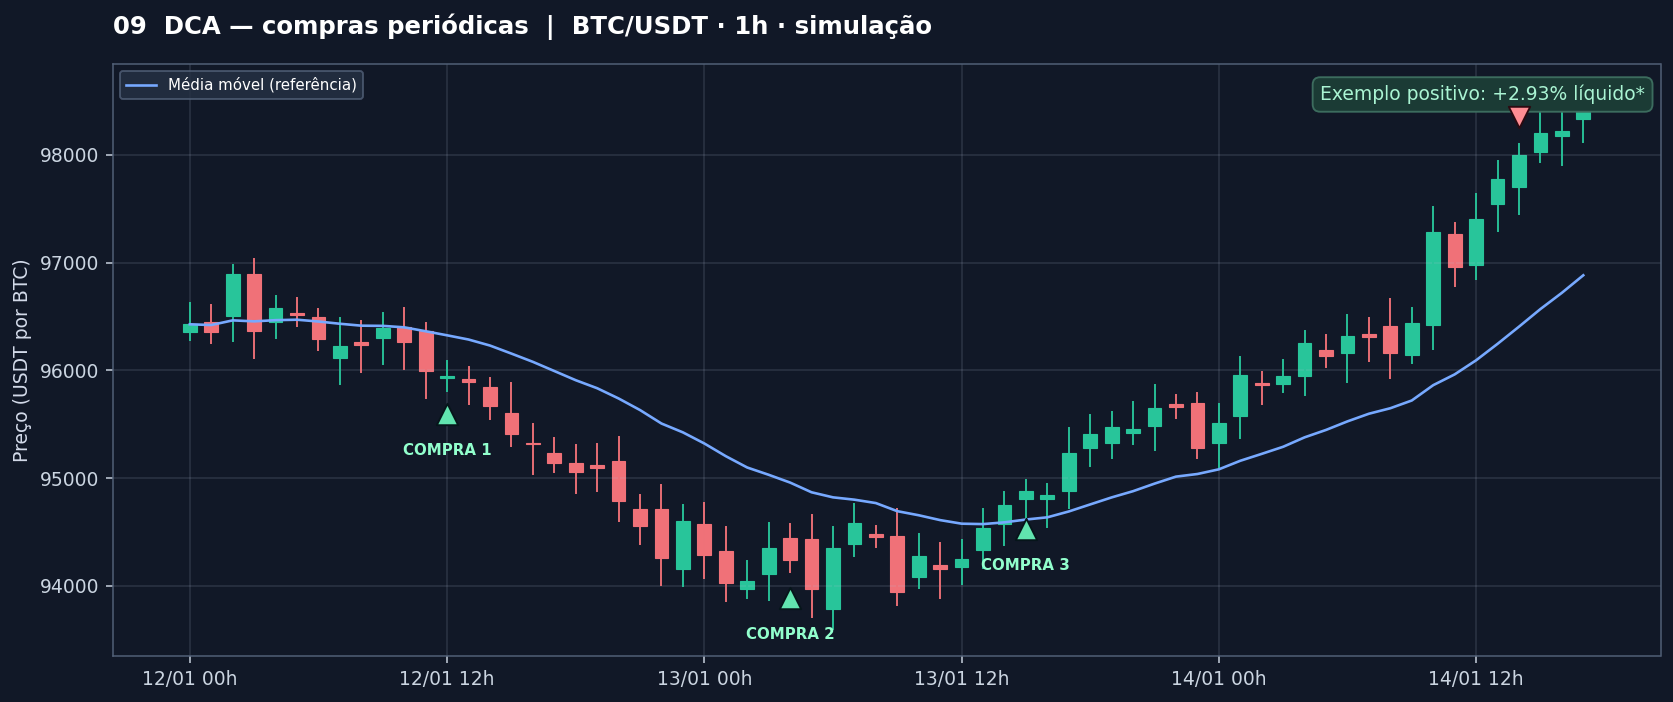 09 DCA — compras periódicas | BTC/USDT · 1h · simulação
Média móvel (referência)
Exemplo positivo: +2.93% líquido*
Preço (USDT por BTC)
98000
97000
96000
95000
94000
COMPRA 1
COMPRA 2
COMPRA 3
12/01 00h
12/01 12h
13/01 00h
13/01 12h
14/01 00h
14/01 12h